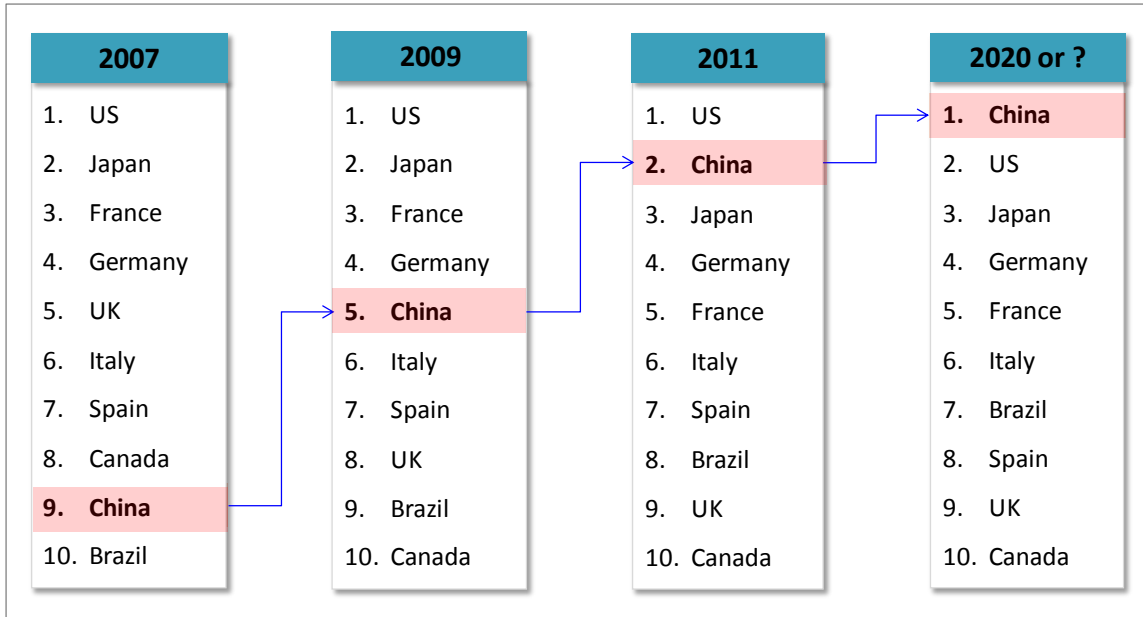 2007
1. US
2. Japan
3. France
4. Germany
5. UK
6. Italy
7. Spain
8. Canada
9. China
10. Brazil
2009
1. US
2. Japan
3. France
4. Germany
5. China
6. Italy
7. Spain
8. UK
9. Brazil
10. Canada
2011
1. US
2. China
3. Japan
4. Germany
5. France
6. Italy
7. Spain
8. Brazil
9. UK
10. Canada
2020 or ?
1. China
2. US
3. Japan
4. Germany
5. France
6. Italy
7. Brazil
8. Spain
9. UK
10. Canada